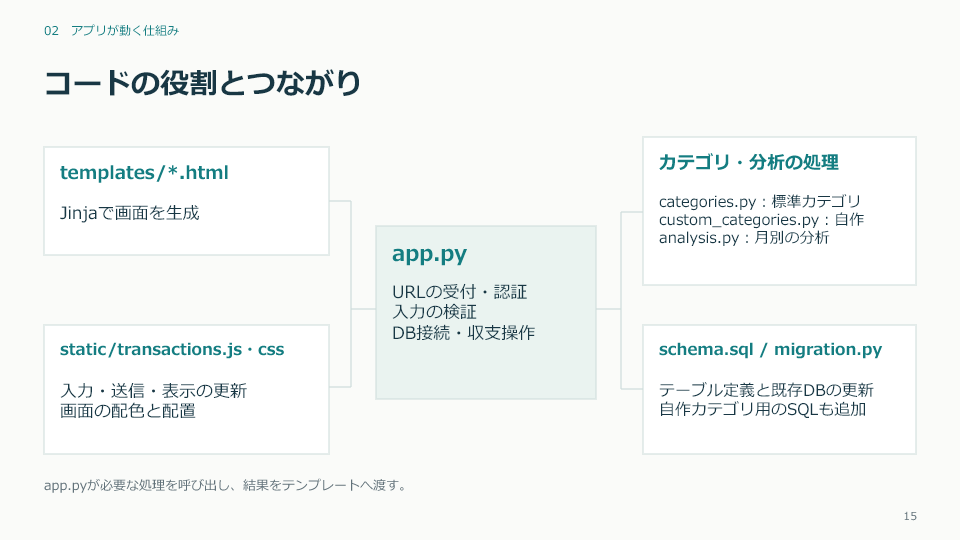 02 アプリが動く仕組み
コードの役割とつながり
templates/*.html
Jinjaで画面を生成
static/transactions.js・css
入力・送信・表示の更新
画面の配色と配置
app.py
URLの受付・認証
入力の検証
DB接続・収支操作
カテゴリ・分析の処理
categories.py：標準カテゴリ
custom_categories.py：自作
analysis.py：月別の分析
schema.sql / migration.py
テーブル定義と既存DBの更新
自作カテゴリ用のSQLも追加
app.pyが必要な処理を呼び出し、結果をテンプレートへ渡す。
15